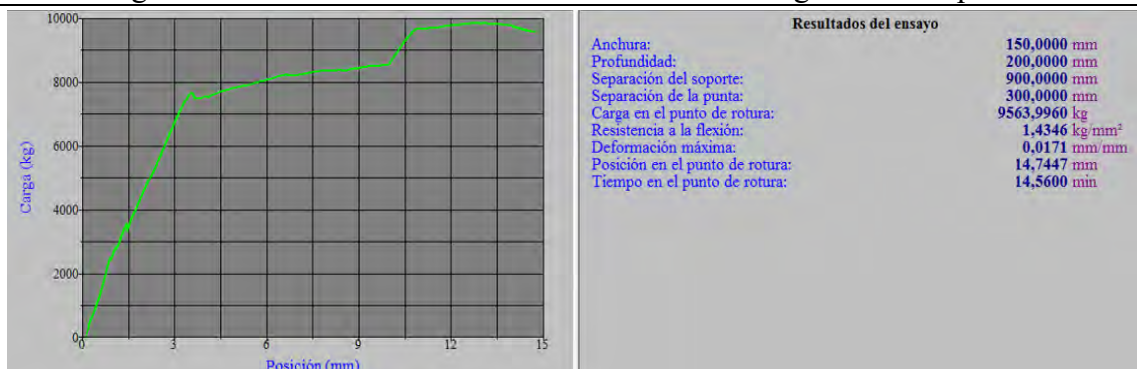 10000
8000
6000
4000
2000
0
Carga (kg)
0 3 6 9 12 15
Posición (mm)
Resultados del ensayo
Anchura: 150,0000 mm
Profundidad: 200,0000 mm
Separación del soporte: 900,0000 mm
Separación de la punta: 300,0000 mm
Carga en el punto de rotura: 9563,9960 kg
Resistencia a la flexión: 1,4346 kg/mm²
Deformación máxima: 0,0171 mm/mm
Posición en el punto de rotura: 14,7447 mm
Tiempo en el punto de rotura: 14,5600 min